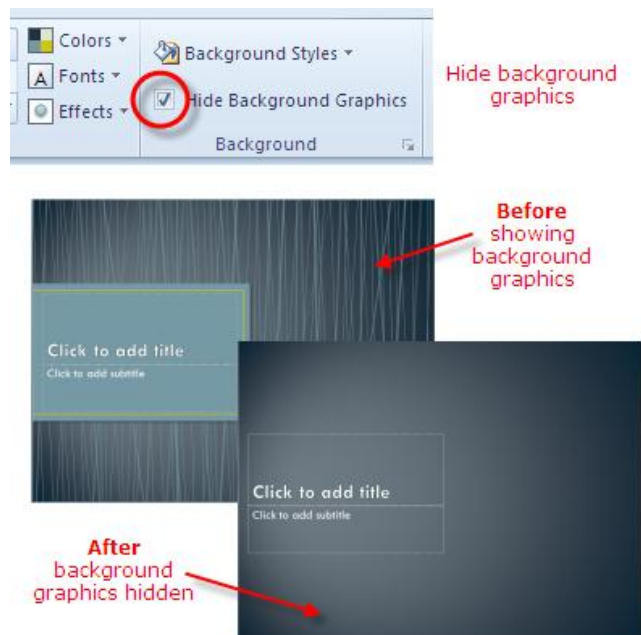 Colors
Fonts
Effects
Background Styles
Hide Background Graphics
Background
Hide background
graphics
Before
showing
background
graphics
Click to add title
Click to add subtitle
Click to add title
Click to add subtitle
After
background
graphics hidden